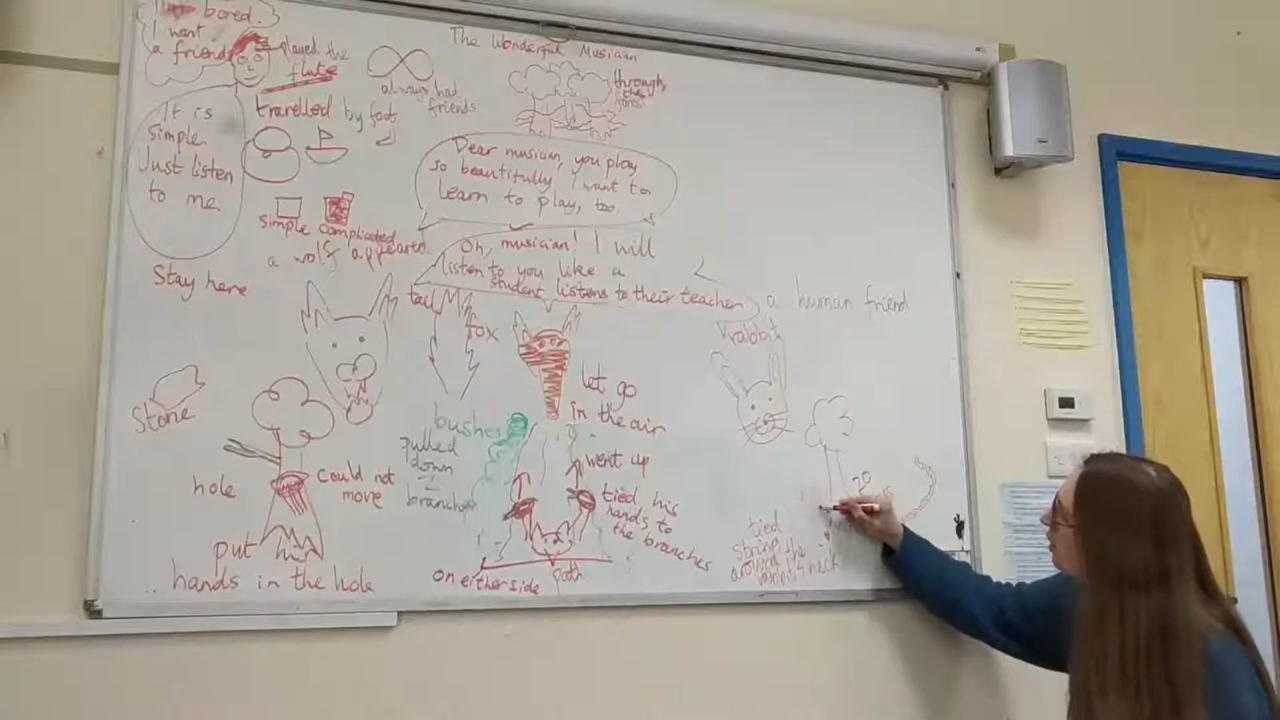 bored.
I want
a friend
played the
flute
always had
friends
The Wonderful Musician
through
the
forest
It is
simple.
Just listen
to me.
travelled by foot
simple complicated
a wolf appeared
Dear musician, you play
so beautifully, I want to
learn to play, too.
Oh, musician! I will
listen to you like a
student listens to their teacher
a human friend
Stay here
tail
fox
rabbit
Stone
let go
in the air
bushes
pulled
down
branches
went up
hole
could not
move
tied his
hands to
the branches
put his
hands in the hole
on either side
path
20
tied
string
around the
neck